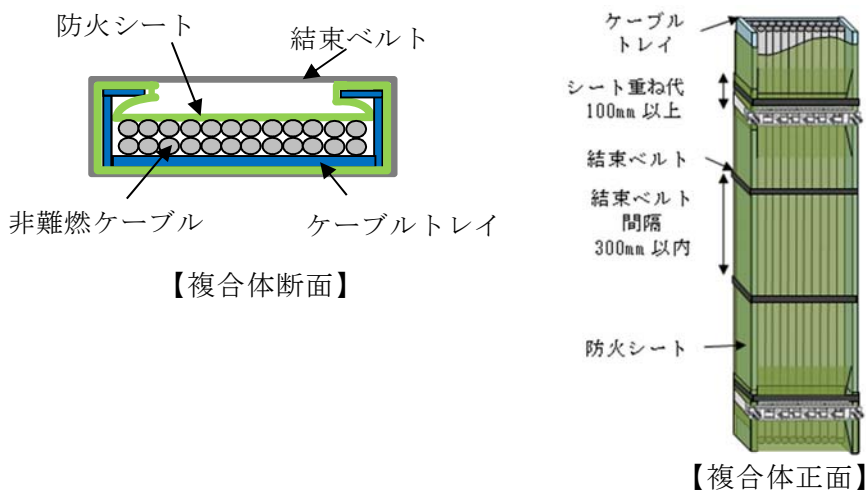 防火シート
結束ベルト
非難燃ケーブル
ケーブルトレイ
【複合体断面】
ケーブル
トレイ
シート重ね代
100mm 以上
結束ベルト
結束ベルト
間隔
300mm 以内
防火シート
【複合体正面】